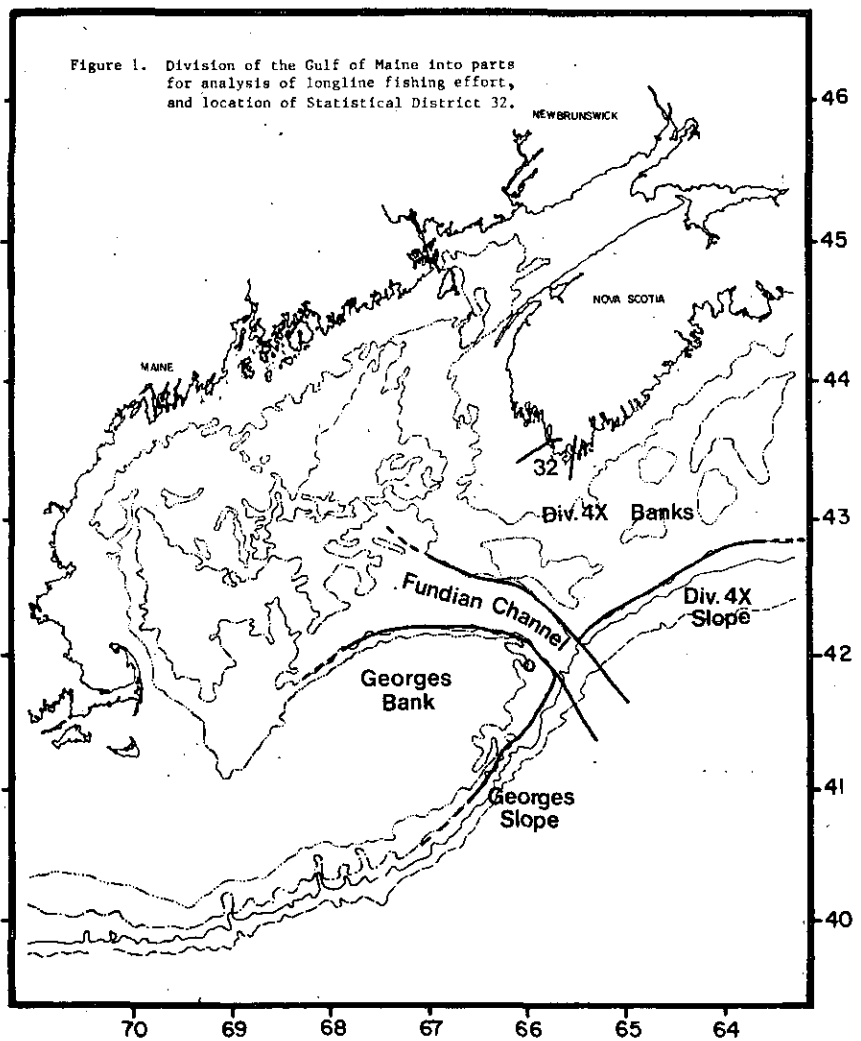 Figure 1. Division of the Gulf of Maine into parts
for analysis of longline fishing effort,
and location of Statistical District 32.
NEW BRUNSWICK
46
45
NOVA SCOTIA
MAINE
44
32
Div. 4X Banks
43
Fundian Channel
Div. 4X
Slope
42
Georges
Bank
41
Georges
Slope
40
70 69 68 67 66 65 64